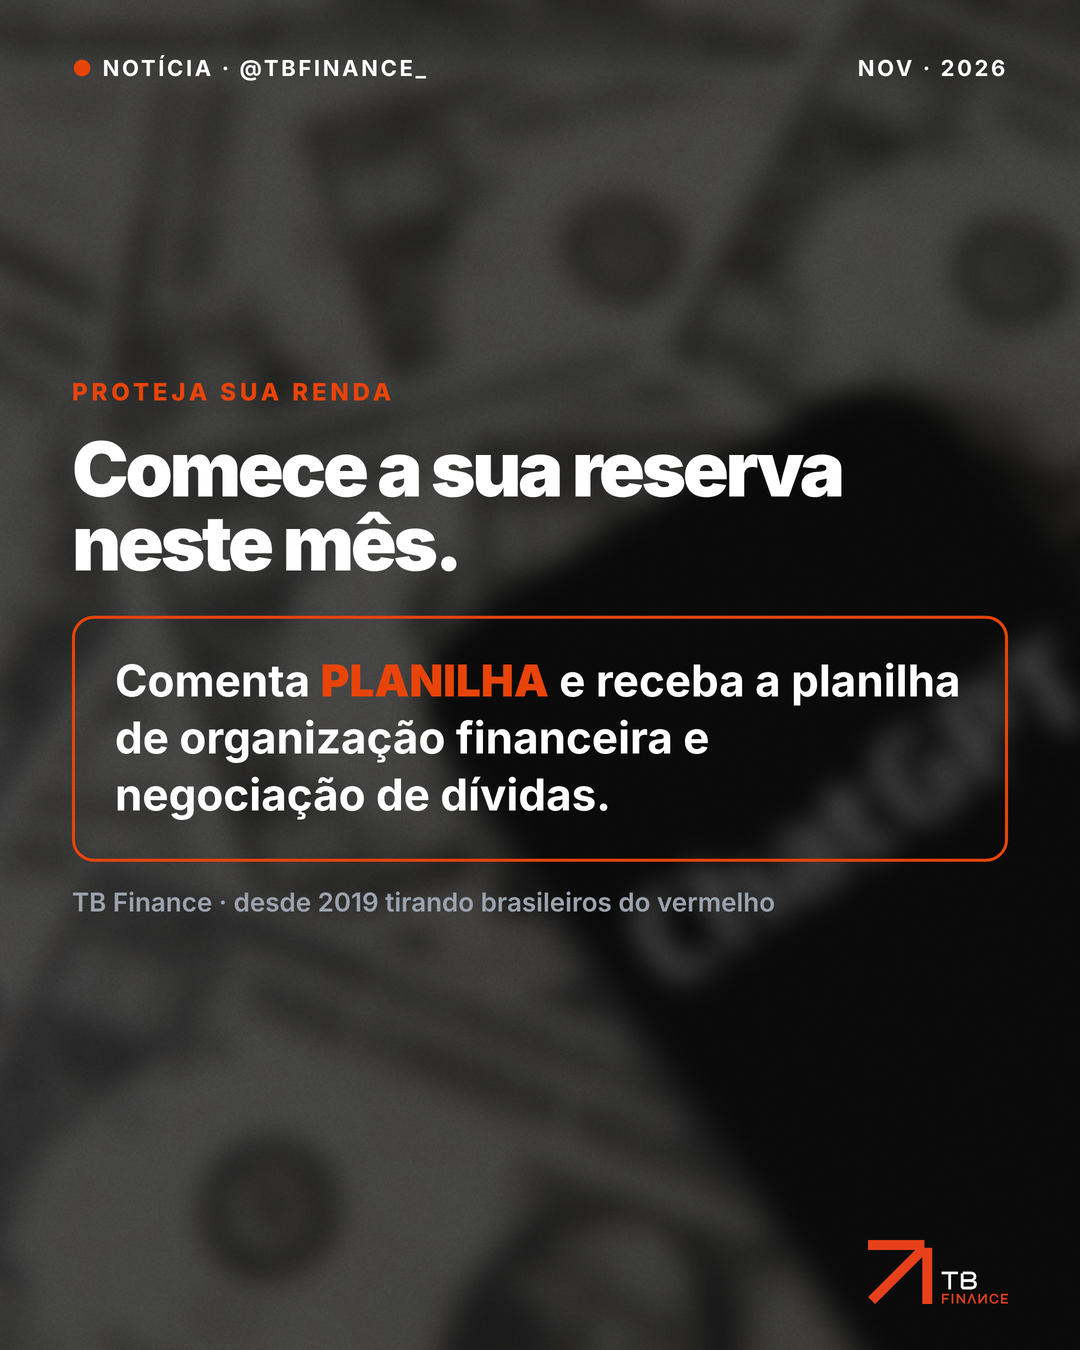 NOTÍCIA · @TBFINANCE_
NOV · 2026
PROTEJA SUA RENDA
Comece a sua reserva
neste mês.
Comenta PLANILHA e receba a planilha
de organização financeira e
negociação de dívidas.
ChatGPT
TB Finance · desde 2019 tirando brasileiros do vermelho
TB
FINANCE